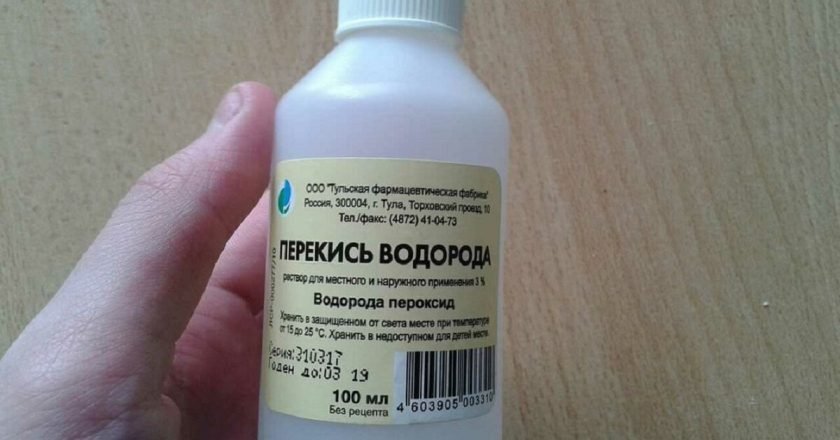 ООО "Тульская фармацевтическая фабрика"
Россия, 300004, г. Тула, Торховский проезд, 10
Тел./факс: (4872) 41-04-73
ПЕРЕКИСЬ ВОДОРОДА
раствор для местного и наружного применения 3 %
Водорода пероксид
Хранить в защищенном от света месте при температуре
от 15 до 25 °С. Хранить в недоступном для детей месте.
Серия:310317
Годен до:03 19
100 мл
Без рецепта
4 603905 003310